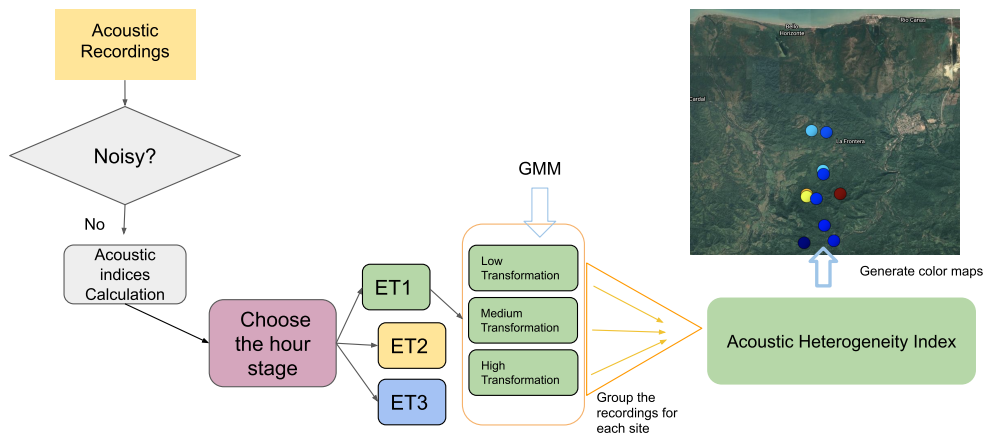 Acoustic
Recordings
Noisy?
No
Acoustic
indices
Calculation
Choose
the hour
stage
ET1
ET2
ET3
GMM
Low
Transformation
Medium
Transformation
High
Transformation
Group the
recordings for
each site
Acoustic Heterogeneity Index
Generate color maps
Bello
Horizonte
Rio Canas
Cardal
La Frontera